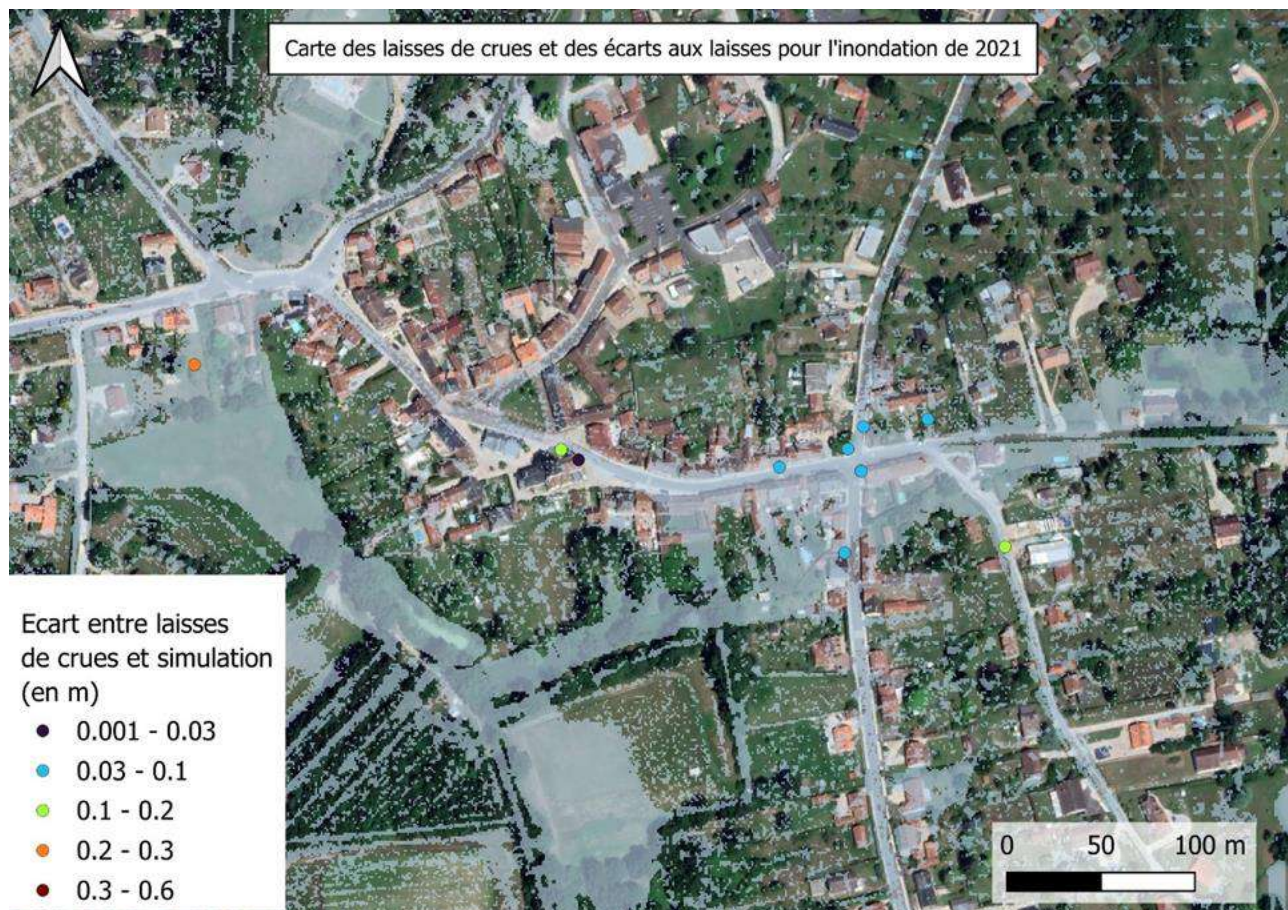 Carte des laisses de crues et des écarts aux laisses pour l'inondation de 2021
Ecart entre laisses
de crues et simulation
(en m)
0.001 - 0.03
0.03 - 0.1
0.1 - 0.2
0.2 - 0.3
0.3 - 0.6
0 50 100 m